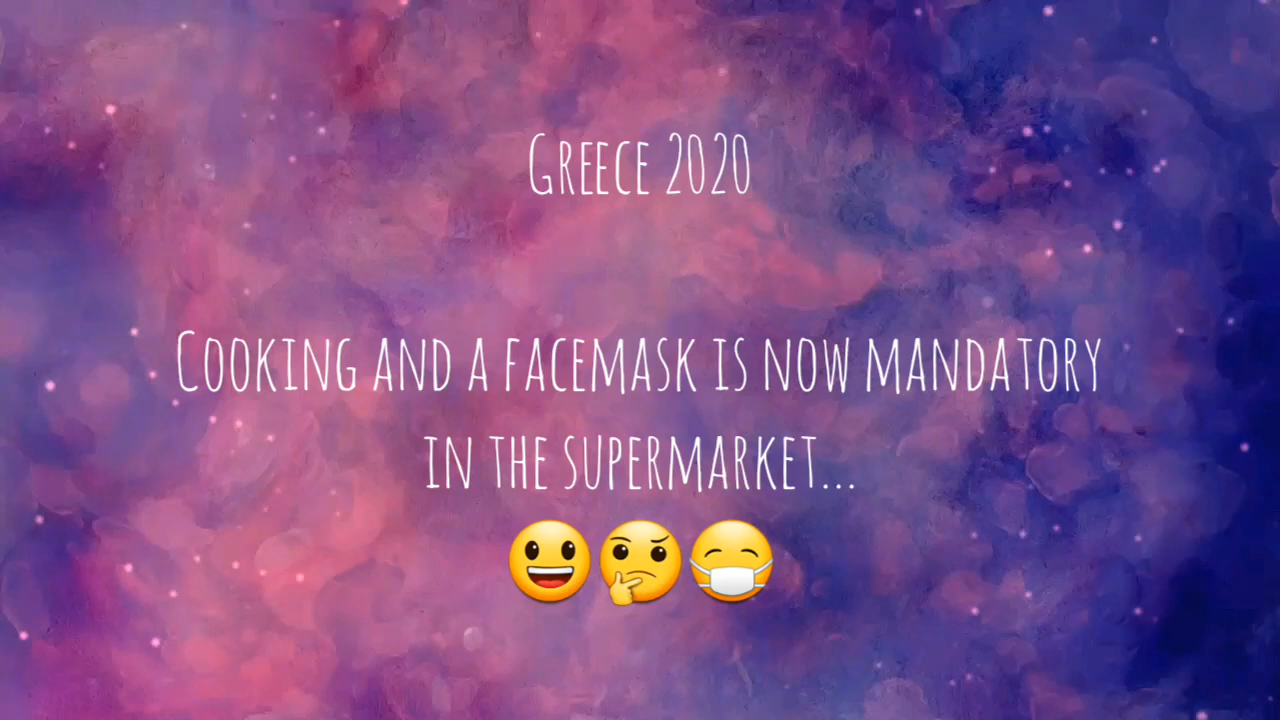 Greece 2020
Cooking and a facemask is now mandatory
in the supermarket...
😃🤔😷